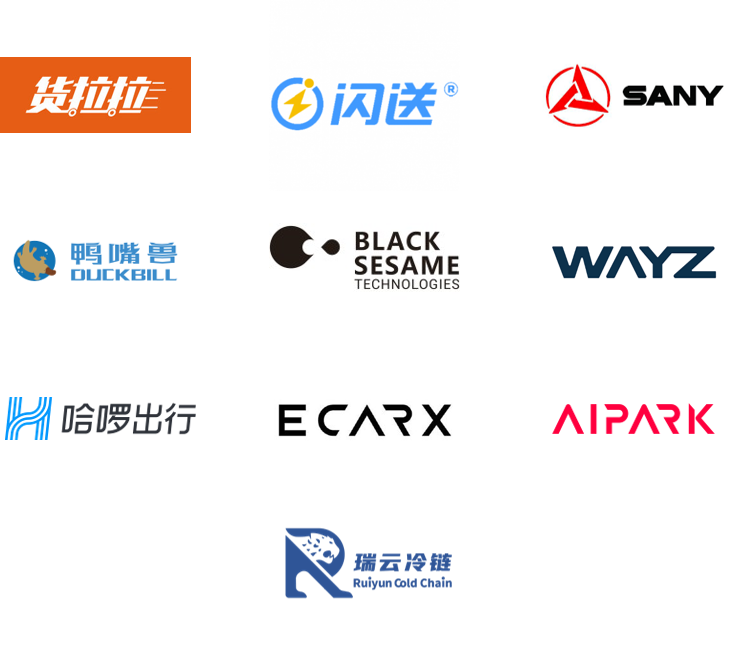 货拉拉
闪送®
SANY
鸭嘴兽
DUCKBILL
BLACK
SESAME
TECHNOLOGIES
WAYZ
哈啰出行
ECARX
AIPARK
瑞云冷链
Ruiyun Cold Chain